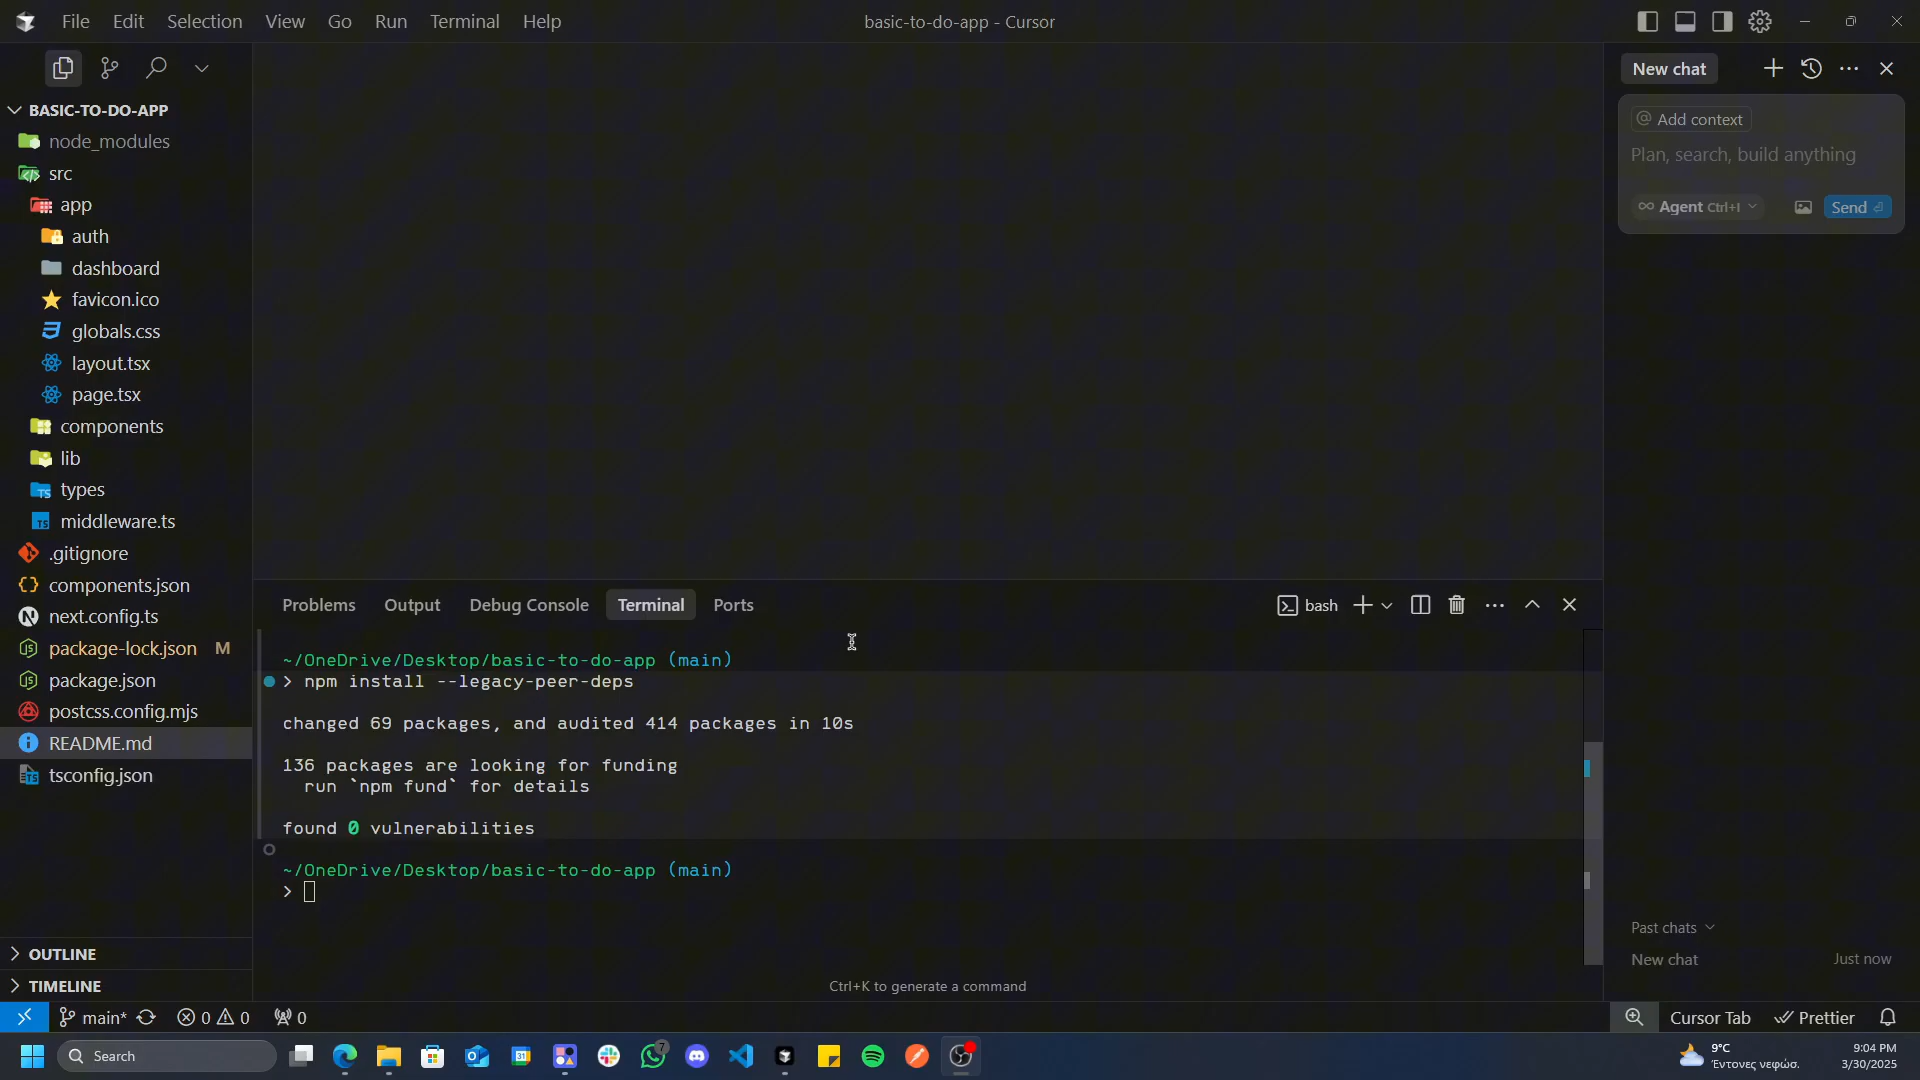 File Edit Selection View Go Run Terminal Help
basic-to-do-app - Cursor
BASIC-TO-DO-APP
node_modules
src
app
auth
dashboard
favicon.ico
globals.css
layout.tsx
page.tsx
components
lib
types
middleware.ts
.gitignore
components.json
next.config.ts
package-lock.json M
package.json
postcss.config.mjs
README.md
tsconfig.json
OUTLINE
TIMELINE
Problems Output Debug Console Terminal Ports
bash
~/OneDrive/Desktop/basic-to-do-app (main)
> npm install --legacy-peer-deps
changed 69 packages, and audited 414 packages in 10s
136 packages are looking for funding
run `npm fund` for details
found 0 vulnerabilities
~/OneDrive/Desktop/basic-to-do-app (main)
>
Ctrl+K to generate a command
New chat
@ Add context
Plan, search, build anything
∞ Agent Ctrl+I
Send
Past chats
New chat Just now
main* 0 0 0
Cursor Tab Prettier
Search
7
31
9°C
Έντονες νεφώσ.
9:04 PM
3/30/2025